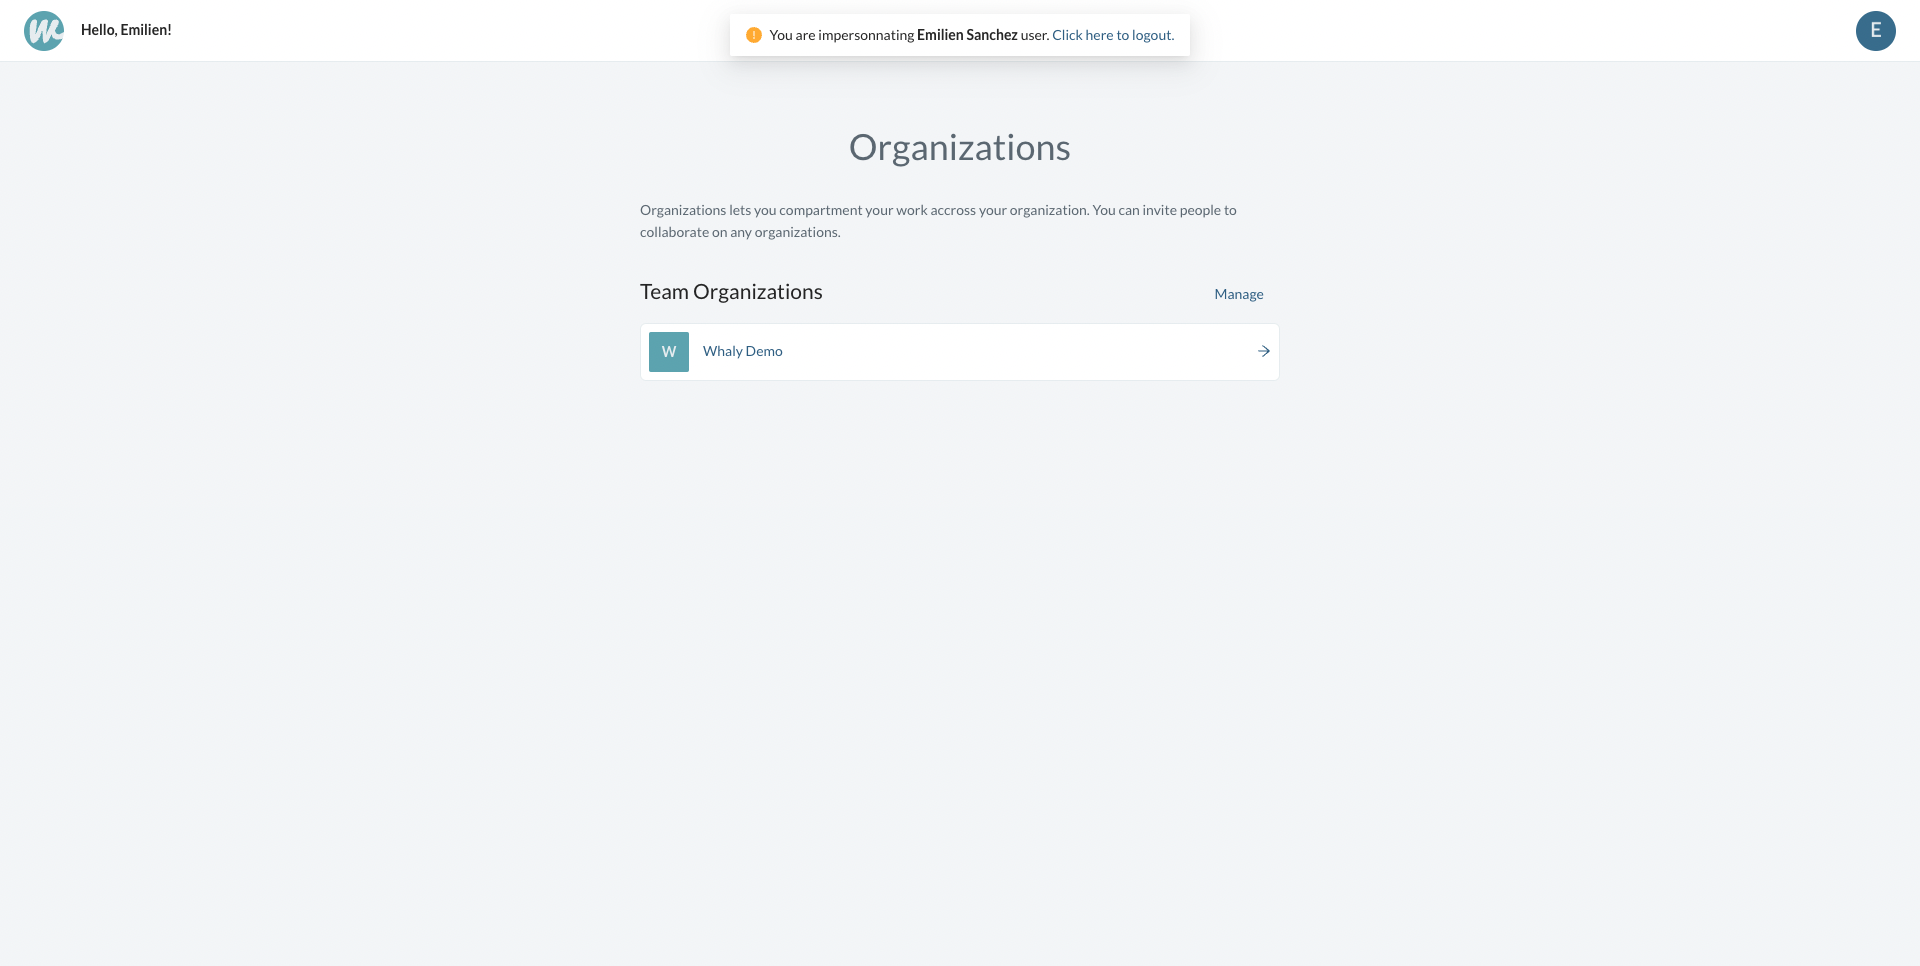 Hello, Emilien!
You are impersonnating Emilien Sanchez user. Click here to logout.
E
Organizations
Organizations lets you compartment your work accross your organization. You can invite people to
collaborate on any organizations.
Team Organizations
Manage
W
Whaly Demo